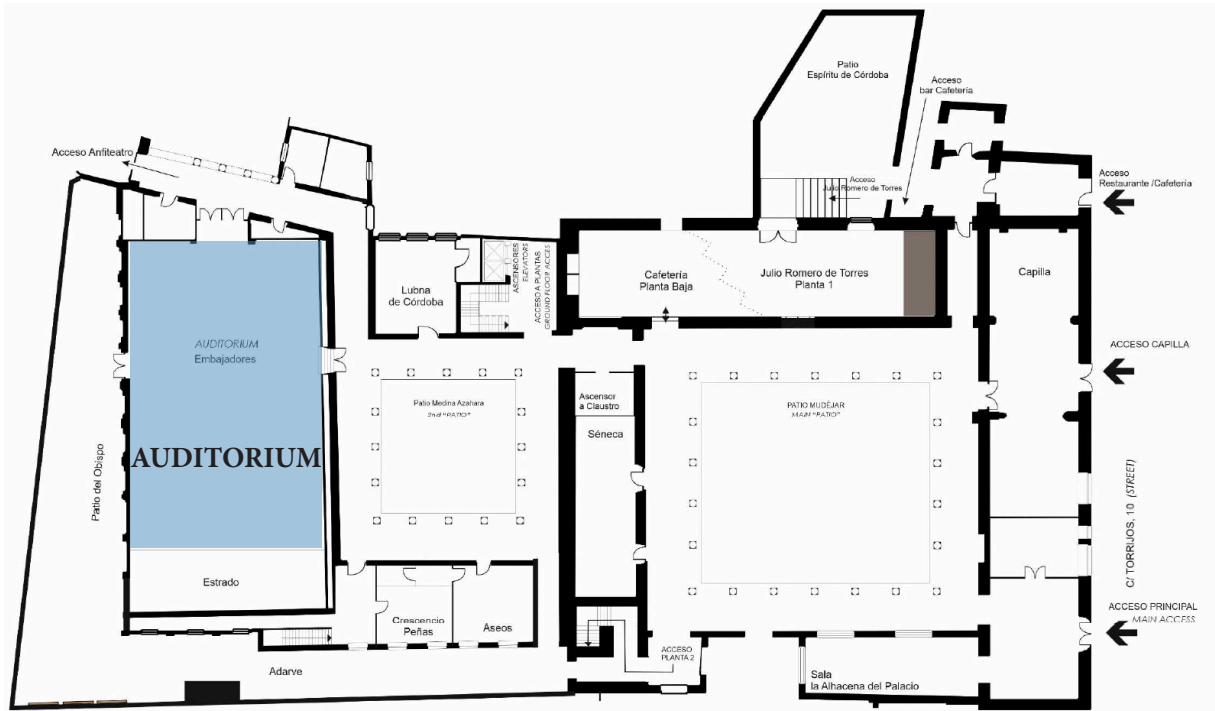 Patio
Espíritu de Córdoba
Acceso
bar Cafetería
Acceso Anfiteatro
Acceso
Julio Romero de Torres
Acceso
Restaurante /Cafetería
ASCENSORES
ELEVATORS
ACCESO A PLANTAS
GROUND FLOOR ACCES
Lubna
de Córdoba
Cafetería
Planta Baja
Julio Romero de Torres
Planta 1
Capilla
AUDITORIUM
Embajadores
ACCESO CAPILLA
Patio Medina Azahara
2nd "PATIO"
Ascensor
a Claustro
PATIO MUDÉJAR
MAIN "PATIO"
Séneca
AUDITORIUM
Patio del Obispo
C/ TORRIJOS, 10 (STREET)
Estrado
Crescencio
Peñas
Aseos
ACCESO PRINCIPAL
MAIN ACCESS
ACCESO
PLANTA 2
Adarve
Sala
la Alhacena del Palacio